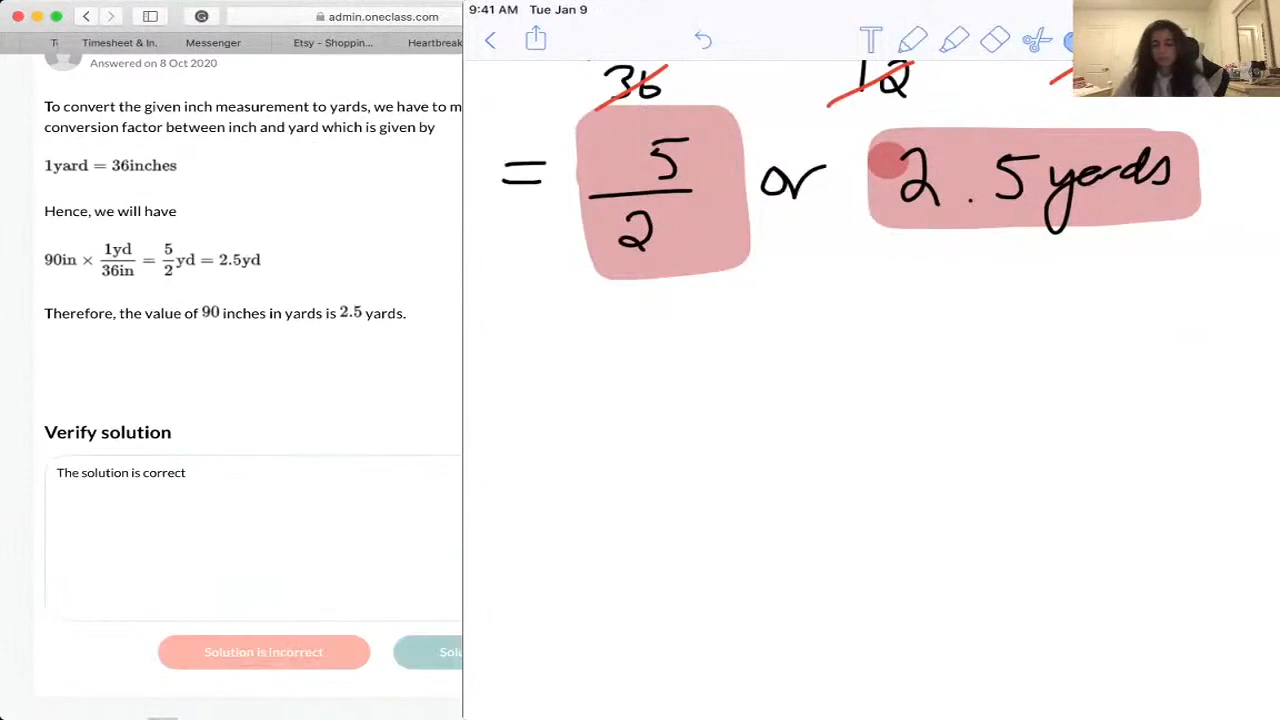 admin.oneclass.com
Timesheet & In.
Messenger
Etsy - Shoppin...
Heartbreak
Answered on 8 Oct 2020
To convert the given inch measurement to yards, we have to m
conversion factor between inch and yard which is given by
1yard = 36inches
Hence, we will have
90in × 1yd/36in = 5/2 yd = 2.5yd
Therefore, the value of 90 inches in yards is 2.5 yards.
Verify solution
The solution is correct
Solution is incorrect
Solu
9:41 AM Tue Jan 9
T
36 12
= 5/2 or 2.5 yards